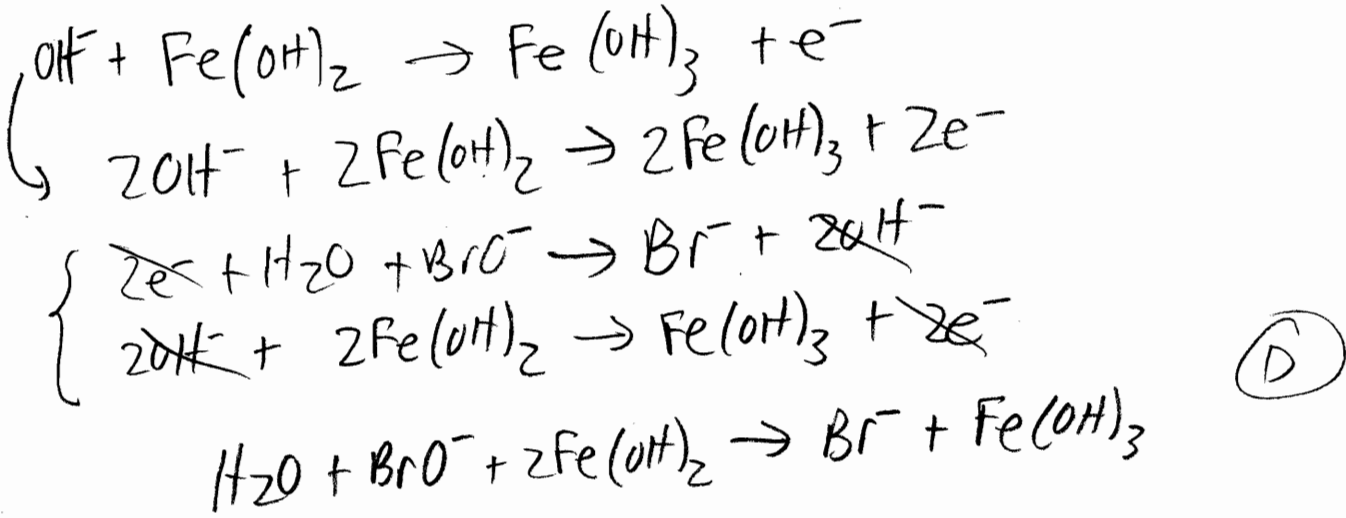 OH⁻ + Fe(OH)₂ → Fe(OH)₃ + e⁻
2OH⁻ + 2Fe(OH)₂ → 2Fe(OH)₃ + 2e⁻
2e⁻ + H₂O + BrO⁻ → Br⁻ + 2OH⁻
2OH⁻ + 2Fe(OH)₂ → Fe(OH)₃ + 2e⁻
D
H₂O + BrO⁻ + 2Fe(OH)₂ → Br⁻ + Fe(OH)₃